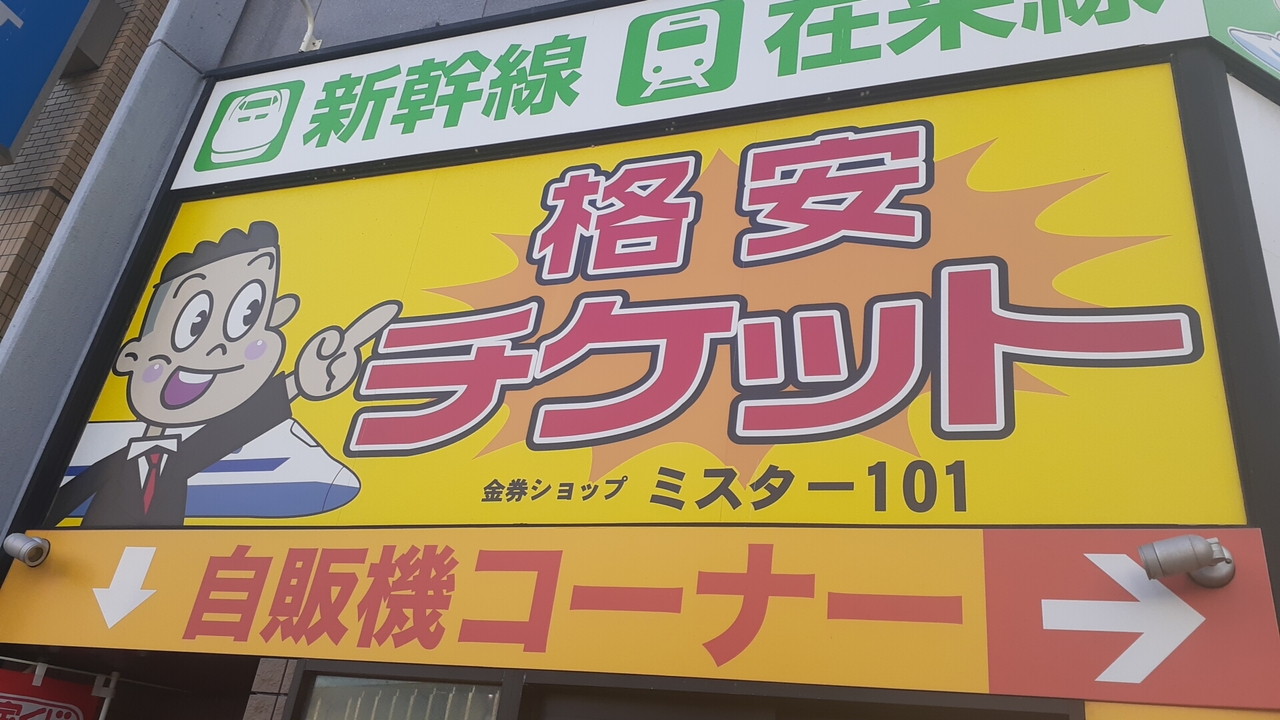 新幹線 在来線
格安
チケット
金券ショップ ミスター101
自販機コーナー